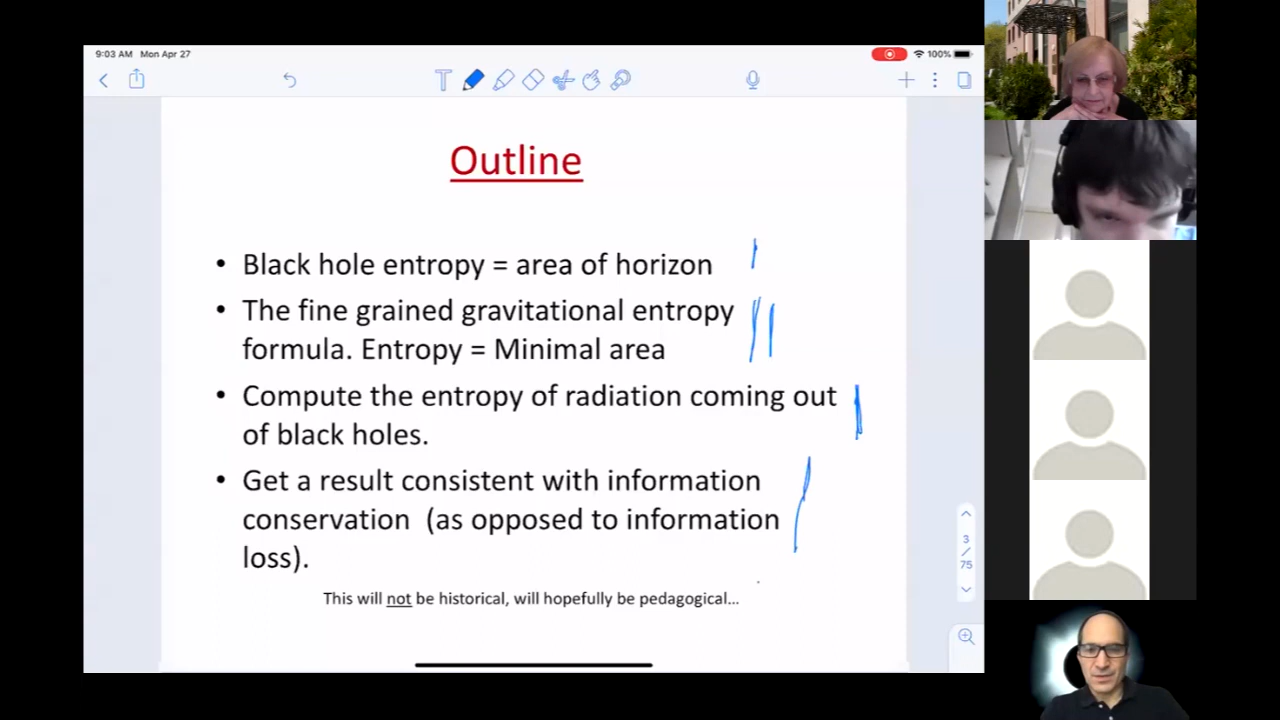 9:03 AM Mon Apr 27
100%
T
Outline
• Black hole entropy = area of horizon
• The fine grained gravitational entropy
formula. Entropy = Minimal area
• Compute the entropy of radiation coming out
of black holes.
• Get a result consistent with information
conservation (as opposed to information
loss).
This will not be historical, will hopefully be pedagogical...
3
/
75